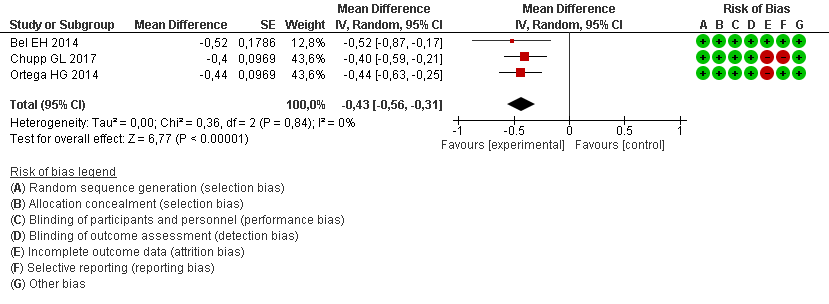 Mean Difference Mean Difference Risk of Bias
Study or Subgroup Mean Difference SE Weight IV, Random, 95% CI IV, Random, 95% CI A B C D E F G
Bel EH 2014 -0,52 0,1786 12,8% -0,52 [-0,87, -0,17] + + + + + + +
Chupp GL 2017 -0,4 0,0969 43,6% -0,40 [-0,59, -0,21] + + + + + + +
Ortega HG 2014 -0,44 0,0969 43,6% -0,44 [-0,63, -0,25] + + + + + + +
Total (95% CI) 100,0% -0,43 [-0,56, -0,31]
Heterogeneity: Tau² = 0,00; Chi² = 0,36, df = 2 (P = 0,84); I² = 0%
Test for overall effect: Z = 6,77 (P < 0.00001)
-1 -0.5 0 0.5 1
Favours [experimental] Favours [control]
Risk of bias legend
(A) Random sequence generation (selection bias)
(B) Allocation concealment (selection bias)
(C) Blinding of participants and personnel (performance bias)
(D) Blinding of outcome assessment (detection bias)
(E) Incomplete outcome data (attrition bias)
(F) Selective reporting (reporting bias)
(G) Other bias